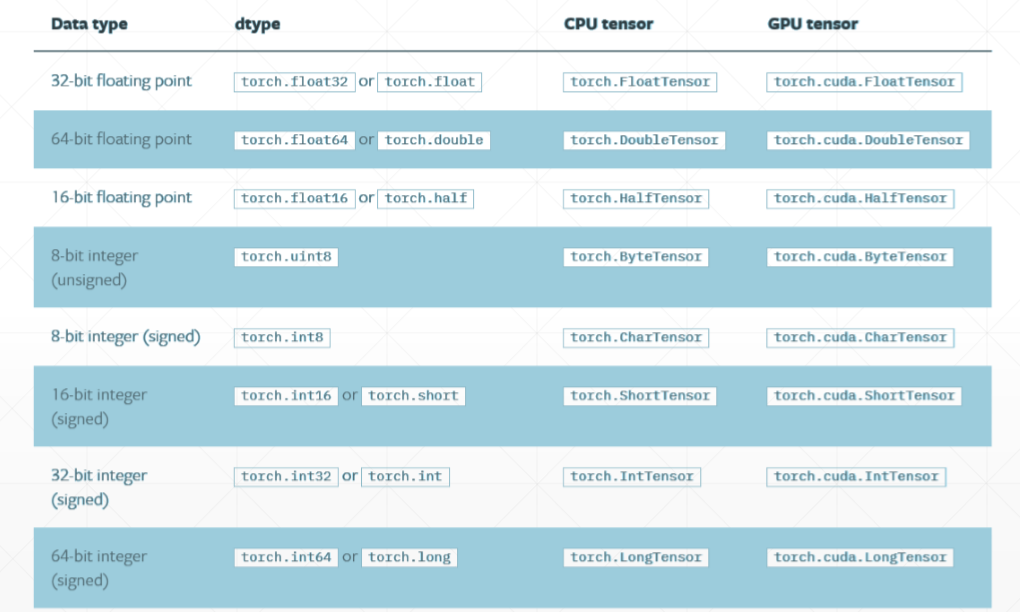 Data type dtype CPU tensor GPU tensor
32-bit floating point torch.float32 or torch.float torch.FloatTensor torch.cuda.FloatTensor
64-bit floating point torch.float64 or torch.double torch.DoubleTensor torch.cuda.DoubleTensor
16-bit floating point torch.float16 or torch.half torch.HalfTensor torch.cuda.HalfTensor
8-bit integer torch.uint8 torch.ByteTensor torch.cuda.ByteTensor
(unsigned)
8-bit integer (signed) torch.int8 torch.CharTensor torch.cuda.CharTensor
16-bit integer torch.int16 or torch.short torch.ShortTensor torch.cuda.ShortTensor
(signed)
32-bit integer torch.int32 or torch.int torch.IntTensor torch.cuda.IntTensor
(signed)
64-bit integer torch.int64 or torch.long torch.LongTensor torch.cuda.LongTensor
(signed)